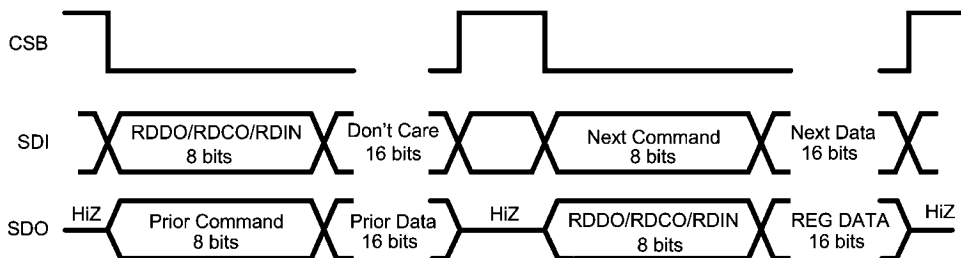 CSB
SDI
RDDO/RDCO/RDIN
8 bits
Don't Care
16 bits
Next Command
8 bits
Next Data
16 bits
SDO
HiZ
Prior Command
8 bits
Prior Data
16 bits
HiZ
RDDO/RDCO/RDIN
8 bits
REG DATA
16 bits
HiZ